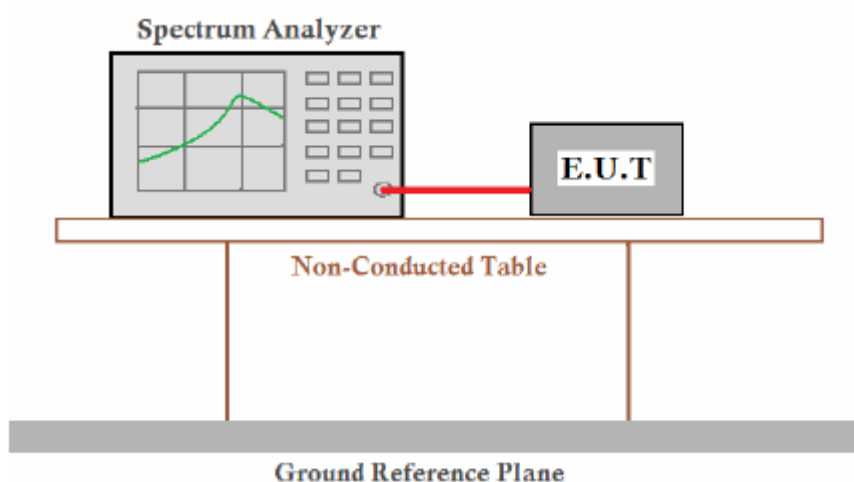 Spectrum Analyzer
E.U.T
Non-Conducted Table
Ground Reference Plane